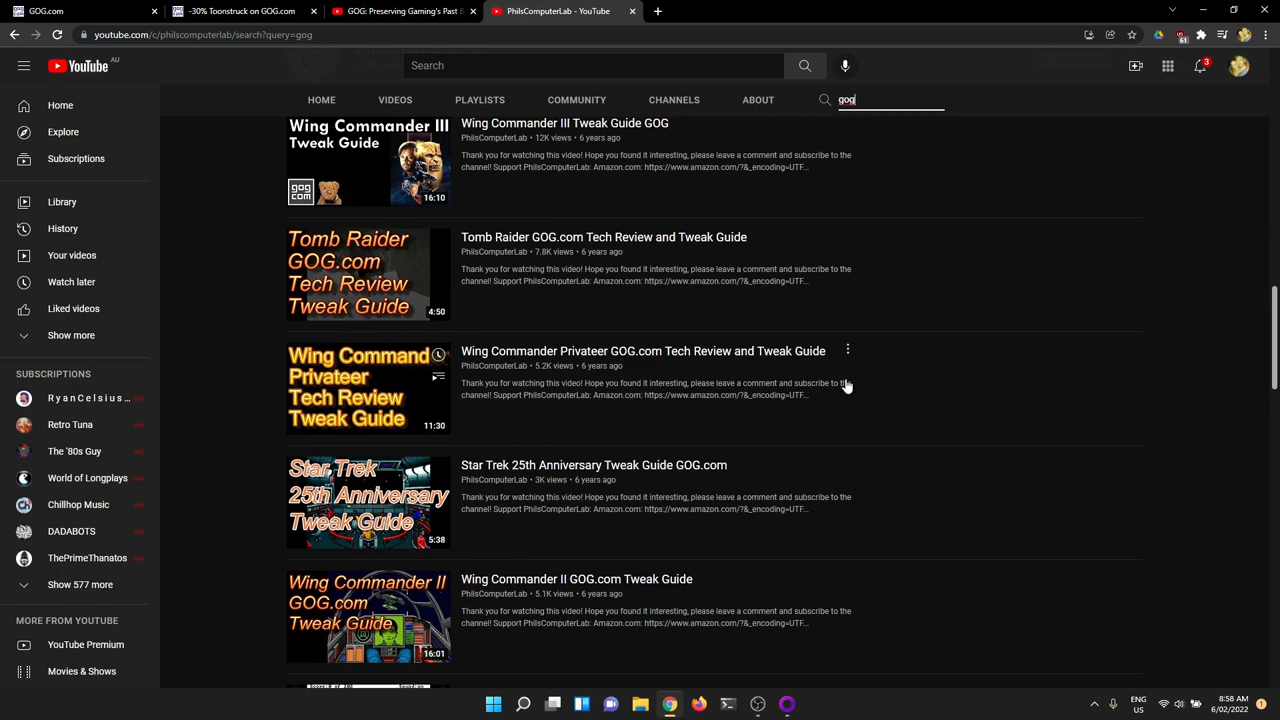 GOG.com
-30% Toonstruck on GOG.com
GOG: Preserving Gaming's Past &
PhilsComputerLab - YouTube
youtube.com/c/philscomputerlab/search?query=gog
61
YouTube AU
Search
3
HOME
VIDEOS
PLAYLISTS
COMMUNITY
CHANNELS
ABOUT
gog
Home
Explore
Subscriptions
Library
History
Your videos
Watch later
Liked videos
Show more
SUBSCRIPTIONS
R y a n C e l s i u s ...
Retro Tuna
The '80s Guy
World of Longplays
Chillhop Music
DADABOTS
ThePrimeThanatos
Show 577 more
MORE FROM YOUTUBE
YouTube Premium
Movies & Shows
Wing Commander III
Tweak Guide
gog
com
16:10
Wing Commander III Tweak Guide GOG
PhilsComputerLab • 12K views • 6 years ago
Thank you for watching this video! Hope you found it interesting, please leave a comment and subscribe to the
channel! Support PhilsComputerLab: Amazon.com: https://www.amazon.com/?&_encoding=UTF...
Tomb Raider
GOG.com
Tech Review
Tweak Guide
4:50
Tomb Raider GOG.com Tech Review and Tweak Guide
PhilsComputerLab • 7.8K views • 6 years ago
Thank you for watching this video! Hope you found it interesting, please leave a comment and subscribe to the
channel! Support PhilsComputerLab: Amazon.com: https://www.amazon.com/?&_encoding=UTF...
Wing Command
Privateer
Tech Review
Tweak Guide
11:30
Wing Commander Privateer GOG.com Tech Review and Tweak Guide
PhilsComputerLab • 5.2K views • 6 years ago
Thank you for watching this video! Hope you found it interesting, please leave a comment and subscribe to the
channel! Support PhilsComputerLab: Amazon.com: https://www.amazon.com/?&_encoding=UTF...
Star Trek
25th Anniversary
Tweak Guide
5:38
Star Trek 25th Anniversary Tweak Guide GOG.com
PhilsComputerLab • 3K views • 6 years ago
Thank you for watching this video! Hope you found it interesting, please leave a comment and subscribe to the
channel! Support PhilsComputerLab: Amazon.com: https://www.amazon.com/?&_encoding=UTF...
Wing Commander II
GOG.com
Tweak Guide
16:01
Wing Commander II GOG.com Tweak Guide
PhilsComputerLab • 5.1K views • 6 years ago
Thank you for watching this video! Hope you found it interesting, please leave a comment and subscribe to the
channel! Support PhilsComputerLab: Amazon.com: https://www.amazon.com/?&_encoding=UTF...
ENG
US
8:58 AM
6/02/2022
1